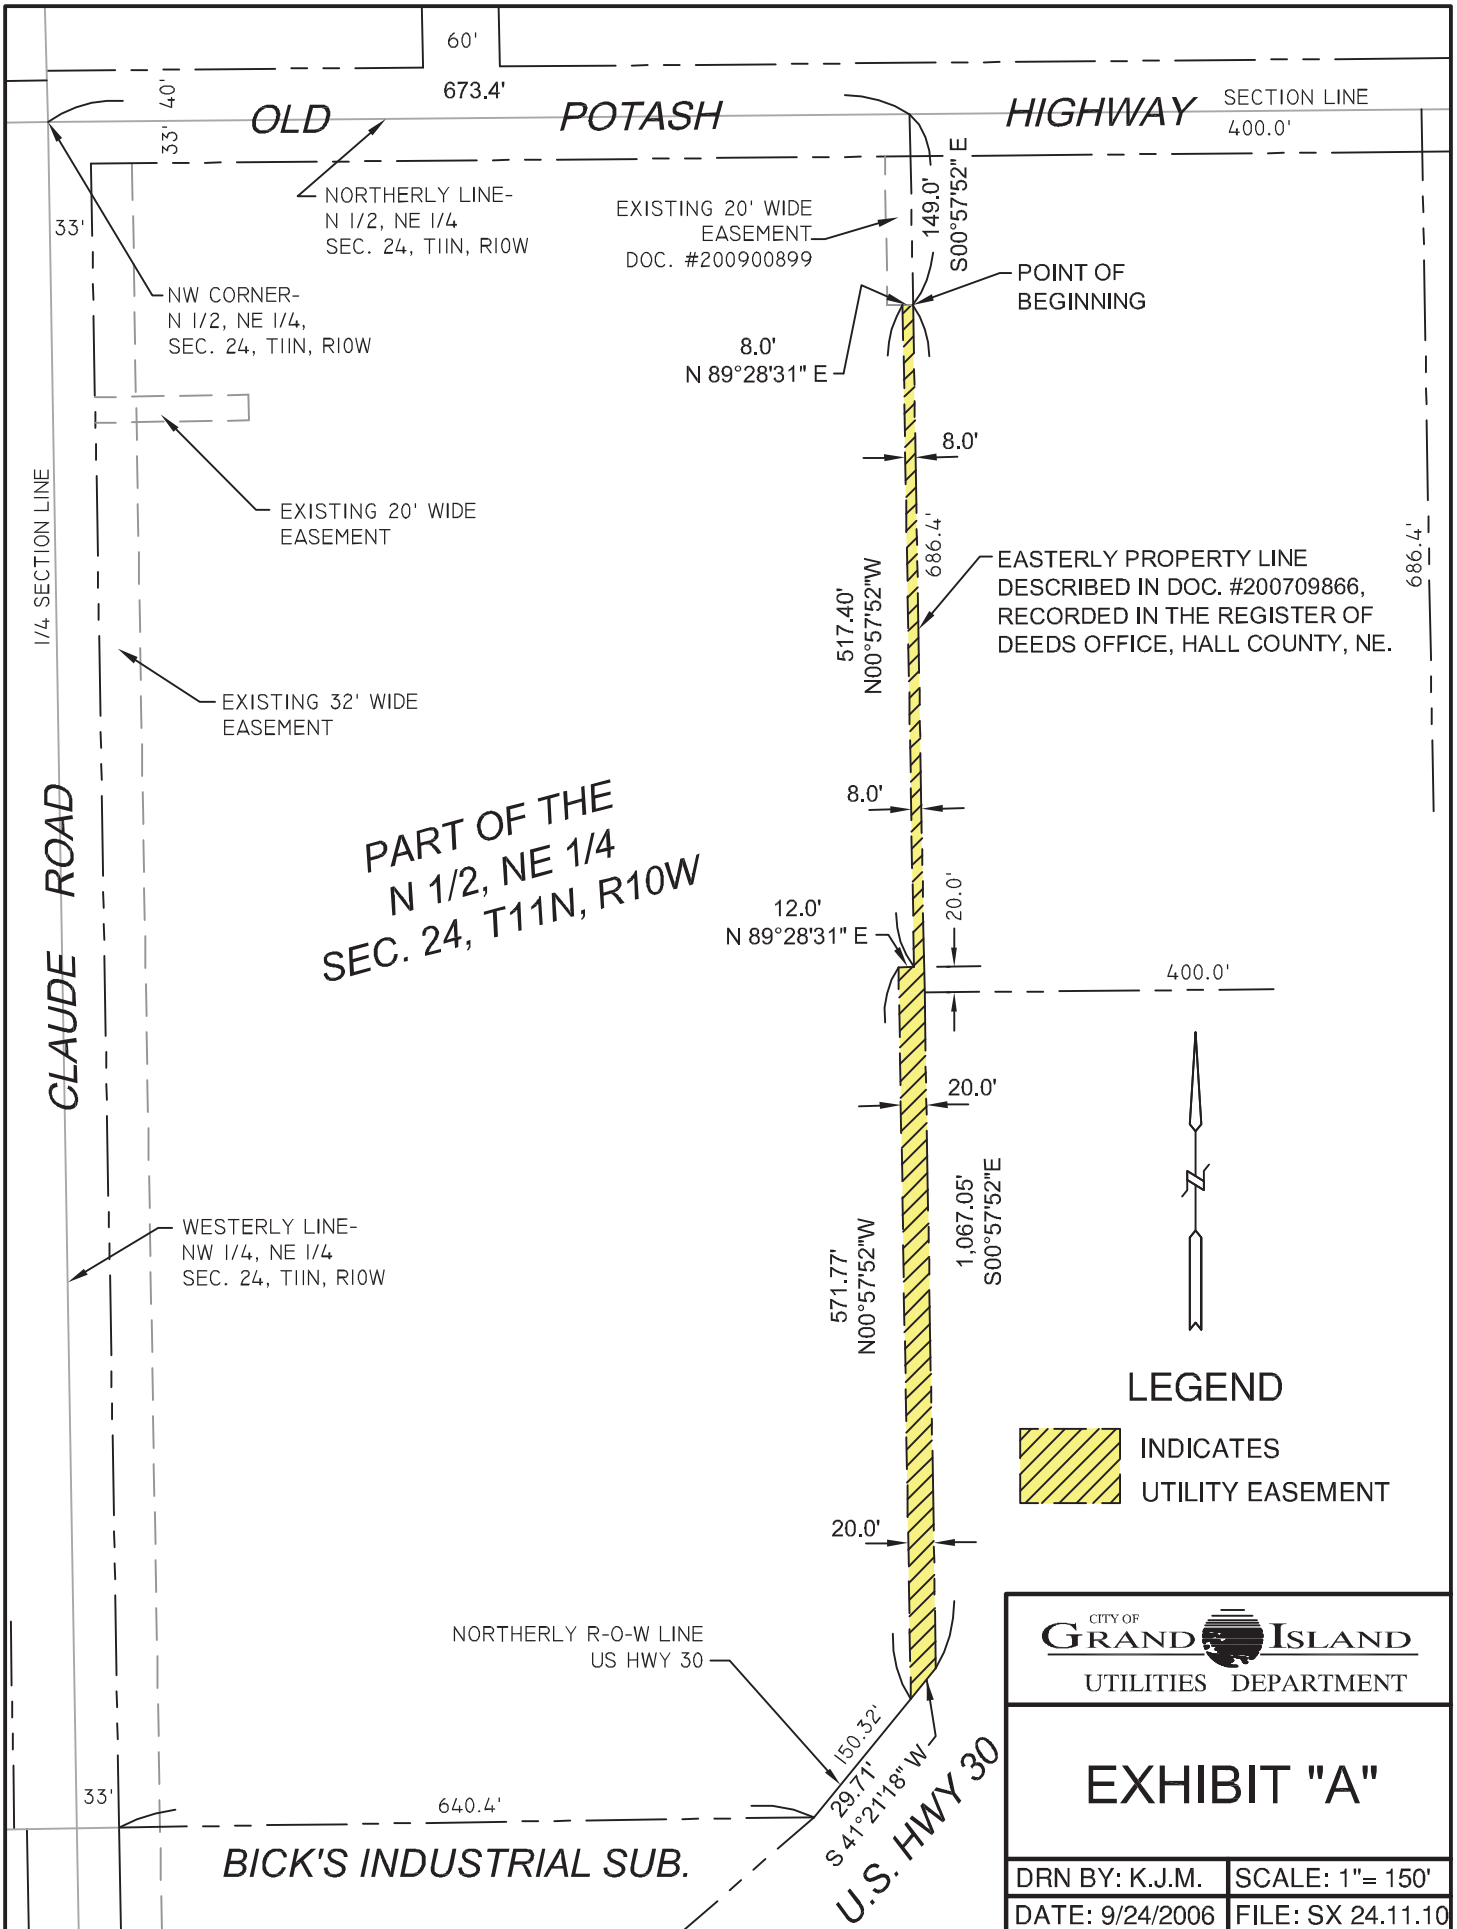 60'
673.4'
40'
33'
OLD POTASH HIGHWAY
SECTION LINE
400.0'
33'
NORTHERLY LINE-
N 1/2, NE 1/4
SEC. 24, T11N, R10W
EXISTING 20' WIDE
EASEMENT
DOC. #200900899
149.0'
S00°57'52" E
POINT OF
BEGINNING
NW CORNER-
N 1/2, NE 1/4,
SEC. 24, T11N, R10W
8.0'
N 89°28'31" E
8.0'
1/4 SECTION LINE
EXISTING 20' WIDE
EASEMENT
686.4'
686.4'
EASTERLY PROPERTY LINE
DESCRIBED IN DOC. #200709866,
RECORDED IN THE REGISTER OF
DEEDS OFFICE, HALL COUNTY, NE.
517.40'
N00°57'52"W
EXISTING 32' WIDE
EASEMENT
8.0'
CLAUDE ROAD
PART OF THE
N 1/2, NE 1/4
SEC. 24, T11N, R10W
12.0'
N 89°28'31" E
20.0'
400.0'
20.0'
1,067.05'
S00°57'52"E
571.77'
N00°57'52"W
WESTERLY LINE-
NW 1/4, NE 1/4
SEC. 24, T11N, R10W
N
LEGEND
INDICATES
UTILITY EASEMENT
20.0'
NORTHERLY R-O-W LINE
US HWY 30
150.32'
29.71'
S 41°21'18" W
U.S. HWY 30
33'
640.4'
BICK'S INDUSTRIAL SUB.
CITY OF
GRAND ISLAND
UTILITIES DEPARTMENT
EXHIBIT "A"
DRN BY: K.J.M.
SCALE: 1"= 150'
DATE: 9/24/2006
FILE: SX 24.11.10